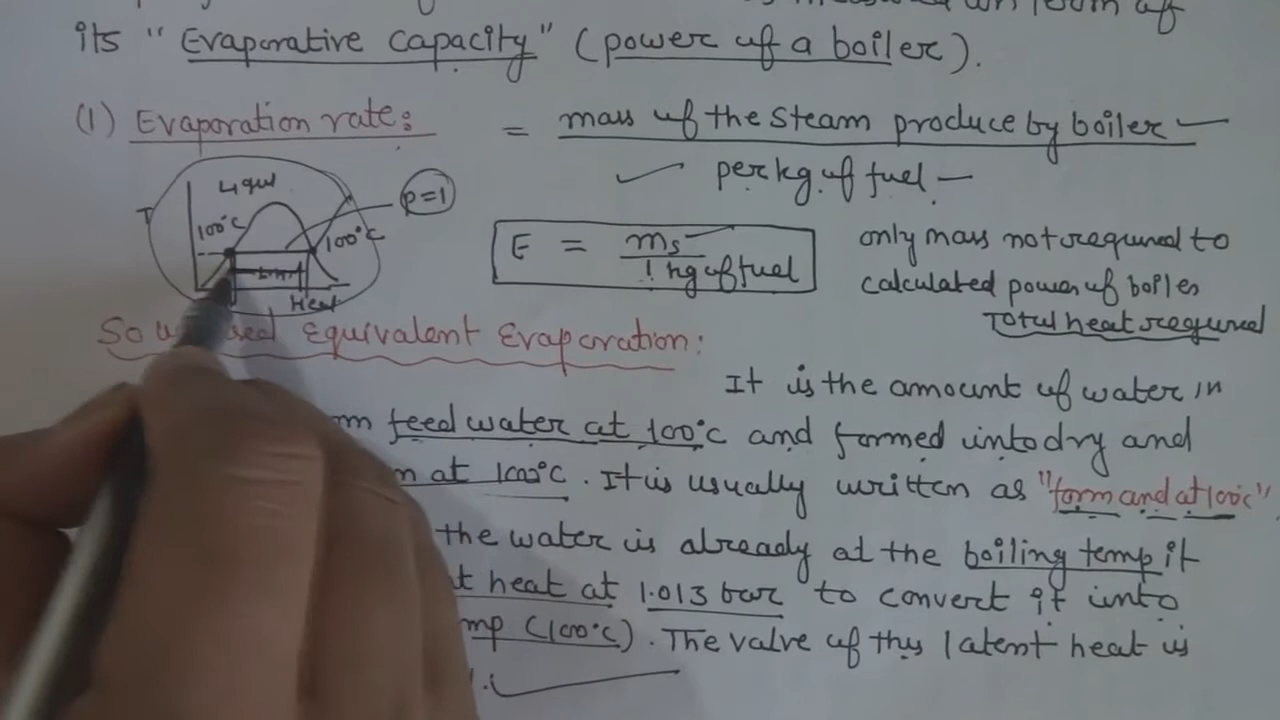 its "Evaporative Capacity" (power of a boiler).
(1) Evaporation rate: = mass of the steam produce by boiler
per kg. of fuel
T 100°C 100°C p=1
Heat
E = ms / 1 kg of fuel
only mass not required to
calculated power of boiler
Total heat required
So used Equivalent Evaporation:
It is the amount of water in
feed water at 100°C and formed into dry and
at 100°C. It is usually written as "form and at 100°C"
the water is already at the boiling temp it
heat at 1.013 bar to convert it into
(100°C). The valve of this latent heat is